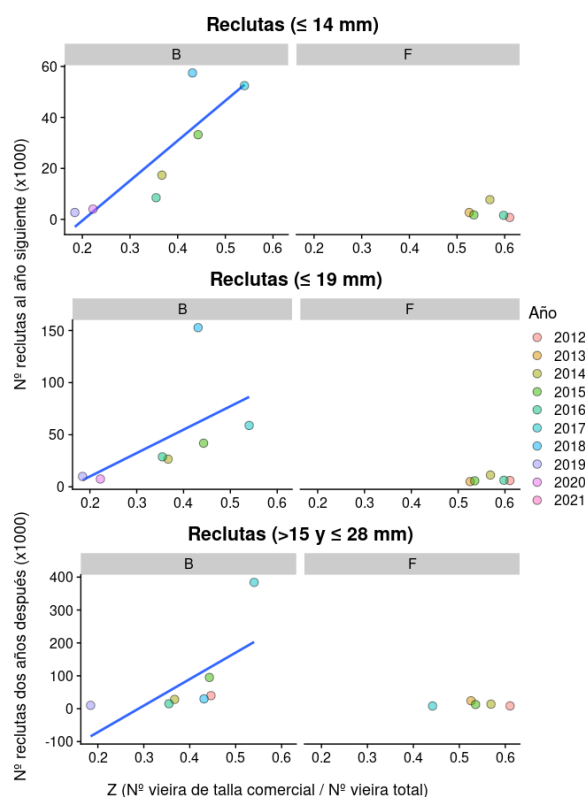 Reclutas (≤ 14 mm)
B
F
60
40
20
0
0.2 0.3 0.4 0.5 0.6
0.2 0.3 0.4 0.5 0.6
Nº reclutas al año siguiente (x1000)
Reclutas (≤ 19 mm)
B
F
150
100
50
0
0.2 0.3 0.4 0.5 0.6
0.2 0.3 0.4 0.5 0.6
Año
2012
2013
2014
2015
2016
2017
2018
2019
2020
2021
Reclutas (>15 y ≤ 28 mm)
B
F
400
300
200
100
0
-100
0.2 0.3 0.4 0.5 0.6
0.2 0.3 0.4 0.5 0.6
Nº reclutas dos años después (x1000)
Z (Nº vieira de talla comercial / Nº vieira total)